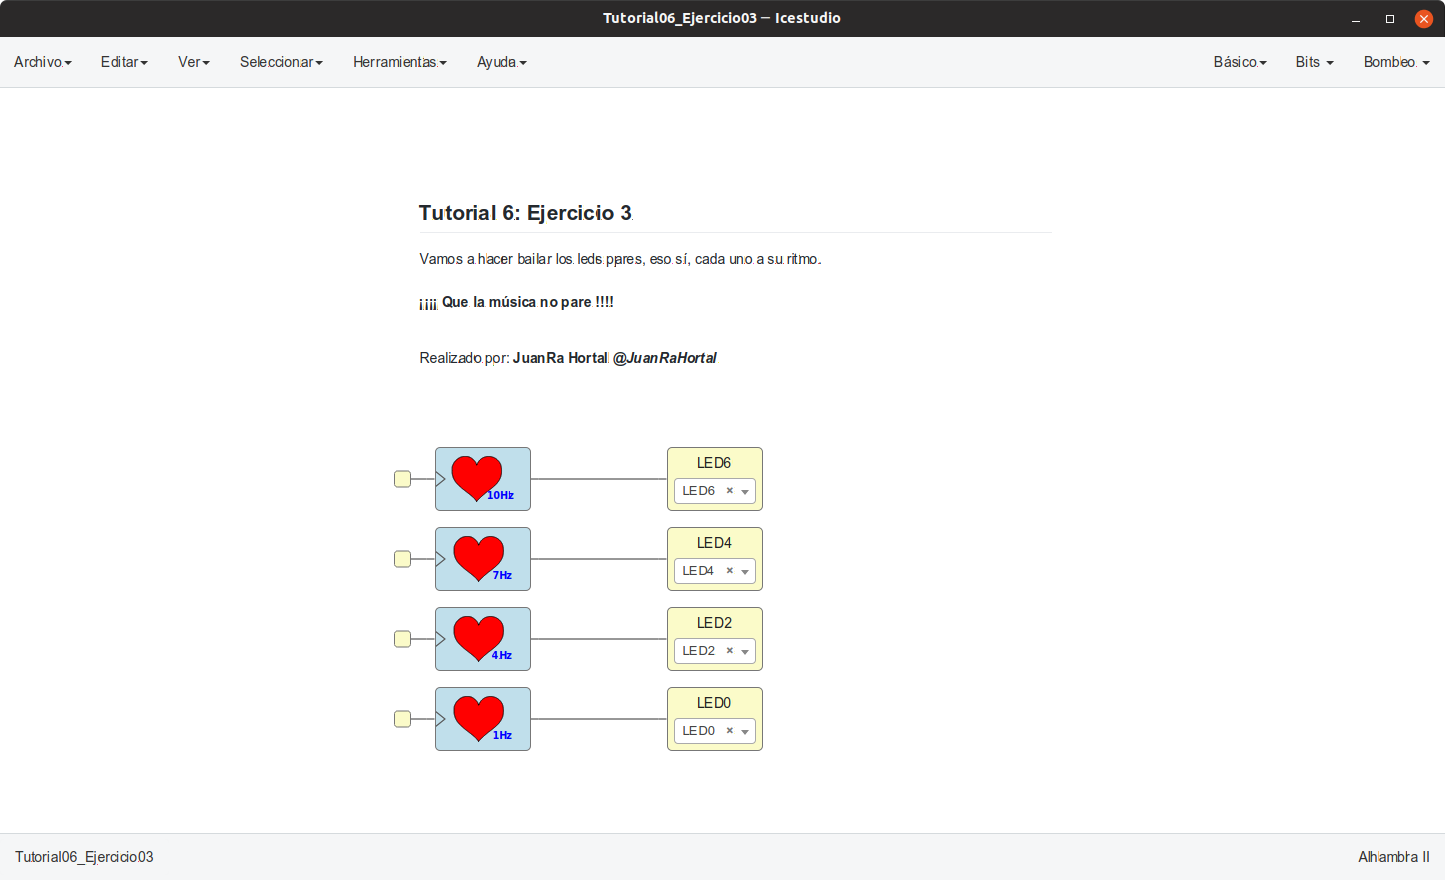 Tutorial06_Ejercicio03 — Icestudio
Archivo Editar Ver Seleccionar Herramientas Ayuda Básico Bits Bombeo
Tutorial 6: Ejercicio 3
Vamos a hacer bailar los leds pares, eso sí, cada uno a su ritmo.
¡¡¡¡ Que la música no pare !!!!
Realizado por: JuanRa Hortal @JuanRaHortal
10Hz
LED6
LED6
7Hz
LED4
LED4
4Hz
LED2
LED2
1Hz
LED0
LED0
Tutorial06_Ejercicio03
Alhambra II